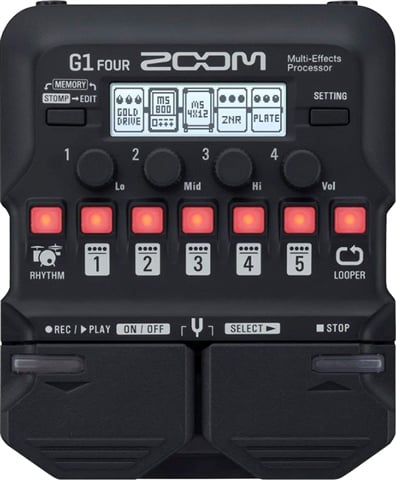 G1 FOUR ZOOM Multi-Effects Processor
MEMORY
STOMP → EDIT
SETTING
GOLD DRIVE
MS 800
MS 4X12
ZNR
PLATE
1 2 3 4
Lo Mid Hi Vol
RHYTHM 1 2 3 4 5 LOOPER
●REC / ▶PLAY ON / OFF SELECT ► ■STOP